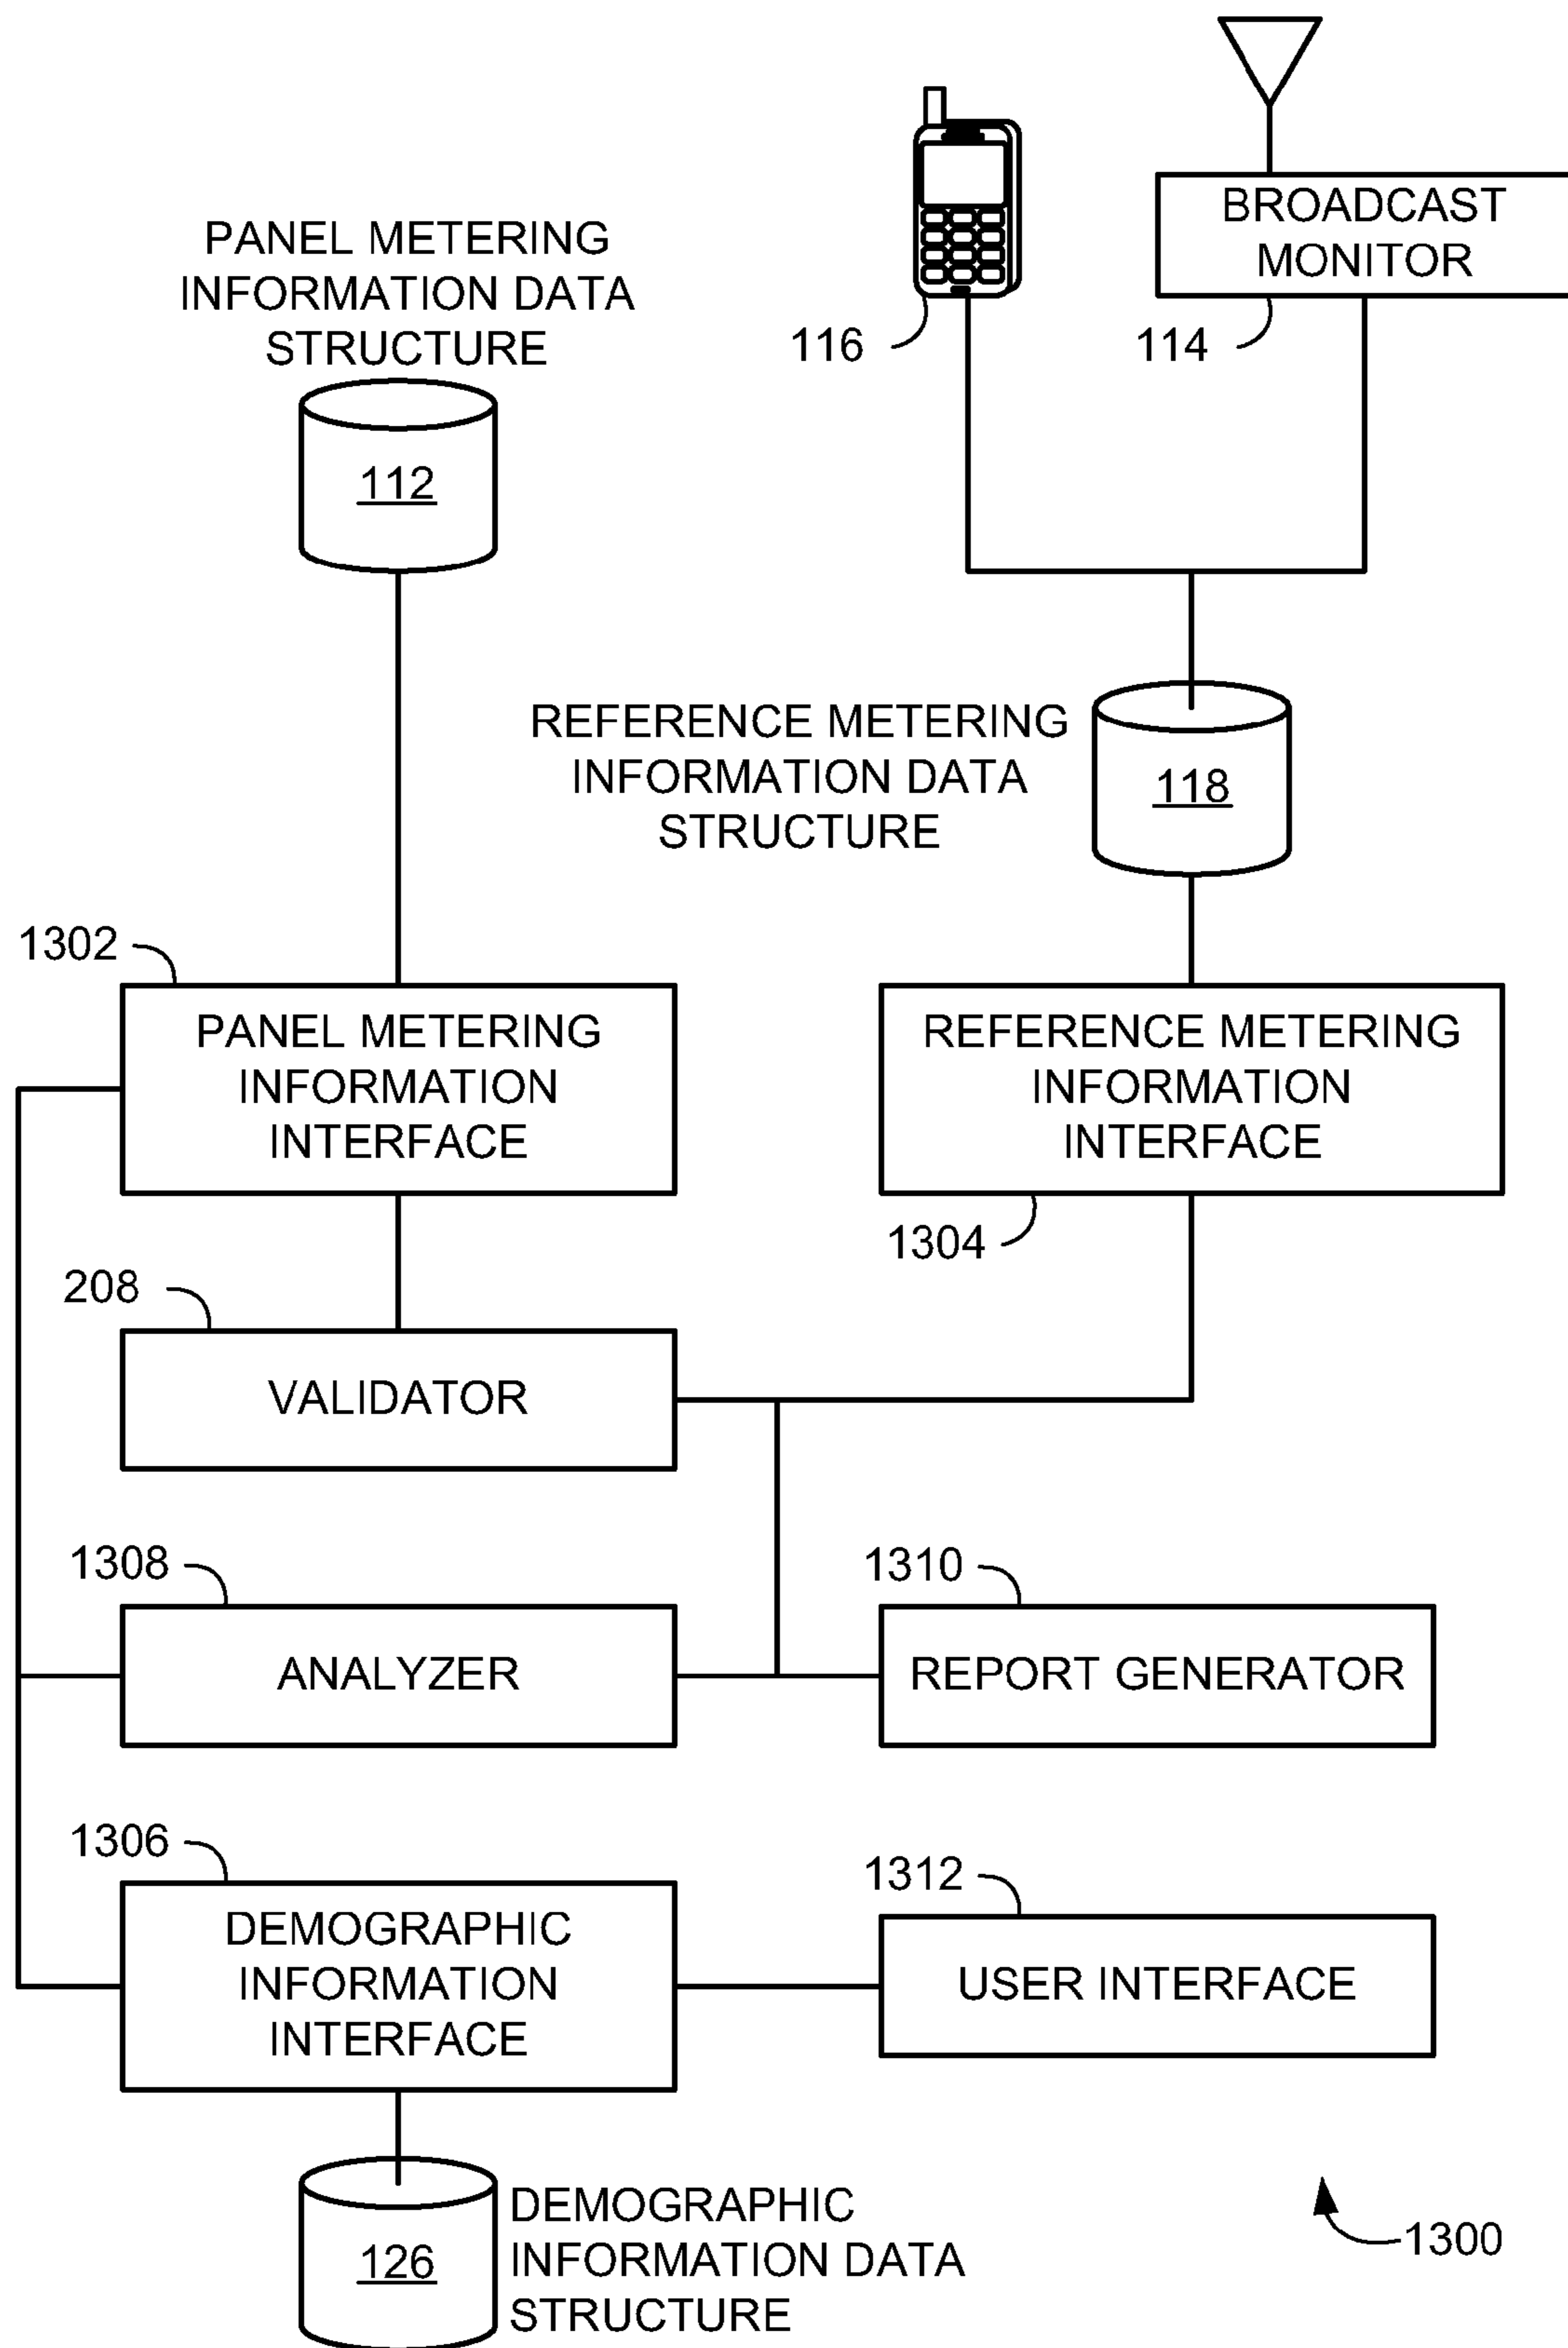 BROADCAST
MONITOR
PANEL METERING
INFORMATION DATA
STRUCTURE
116
114
112
REFERENCE METERING
INFORMATION DATA
STRUCTURE
118
1302
PANEL METERING
INFORMATION
INTERFACE
REFERENCE METERING
INFORMATION
INTERFACE
1304
208
VALIDATOR
1308
ANALYZER
1310
REPORT GENERATOR
1306
DEMOGRAPHIC
INFORMATION
INTERFACE
1312
USER INTERFACE
126
DEMOGRAPHIC
INFORMATION DATA
STRUCTURE
1300